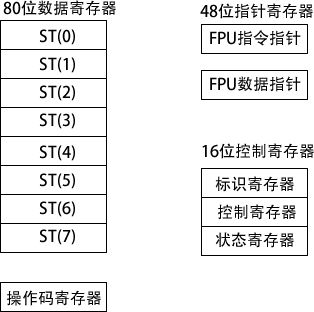 80位数据寄存器
ST(0)
ST(1)
ST(2)
ST(3)
ST(4)
ST(5)
ST(6)
ST(7)
操作码寄存器
48位指针寄存器
FPU指令指针
FPU数据指针
16位控制寄存器
标识寄存器
控制寄存器
状态寄存器